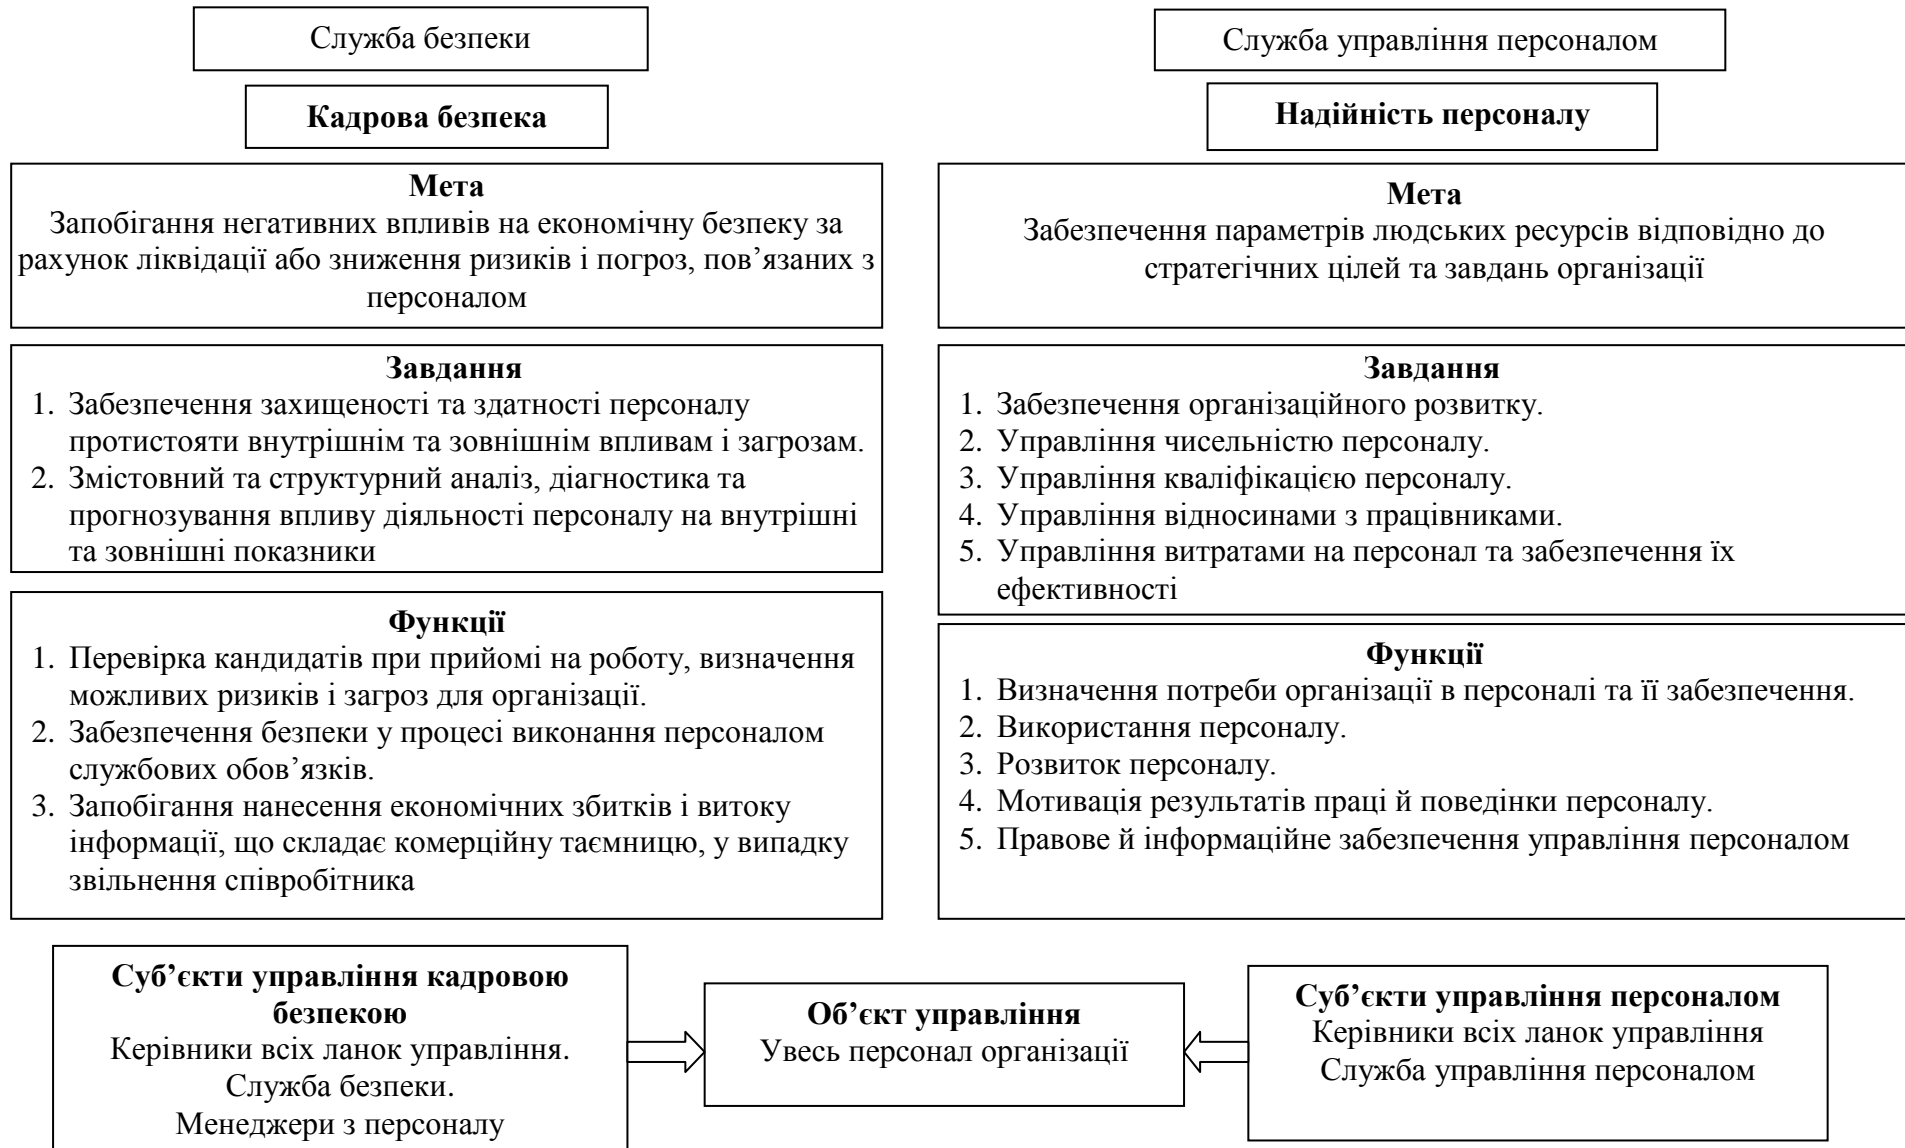 Служба безпеки
Кадрова безпека
Мета
Запобігання негативних впливів на економічну безпеку за
рахунок ліквідації або зниження ризиків і погроз, пов’язаних з
персоналом
Завдання
1. Забезпечення захищеності та здатності персоналу
протистояти внутрішнім та зовнішнім впливам і загрозам.
2. Змістовний та структурний аналіз, діагностика та
прогнозування впливу діяльності персоналу на внутрішні
та зовнішні показники
Функції
1. Перевірка кандидатів при прийомі на роботу, визначення
можливих ризиків і загроз для організації.
2. Забезпечення безпеки у процесі виконання персоналом
службових обов’язків.
3. Запобігання нанесення економічних збитків і витоку
інформації, що складає комерційну таємницю, у випадку
звільнення співробітника
Служба управління персоналом
Надійність персоналу
Мета
Забезпечення параметрів людських ресурсів відповідно до
стратегічних цілей та завдань організації
Завдання
1. Забезпечення організаційного розвитку.
2. Управління чисельністю персоналу.
3. Управління кваліфікацією персоналу.
4. Управління відносинами з працівниками.
5. Управління витратами на персонал та забезпечення їх
ефективності
Функції
1. Визначення потреби організації в персоналі та її забезпечення.
2. Використання персоналу.
3. Розвиток персоналу.
4. Мотивація результатів праці й поведінки персоналу.
5. Правове й інформаційне забезпечення управління персоналом
Суб’єкти управління кадровою
безпекою
Керівники всіх ланок управління.
Служба безпеки.
Менеджери з персоналу
Об’єкт управління
Увесь персонал організації
Суб’єкти управління персоналом
Керівники всіх ланок управління
Служба управління персоналом